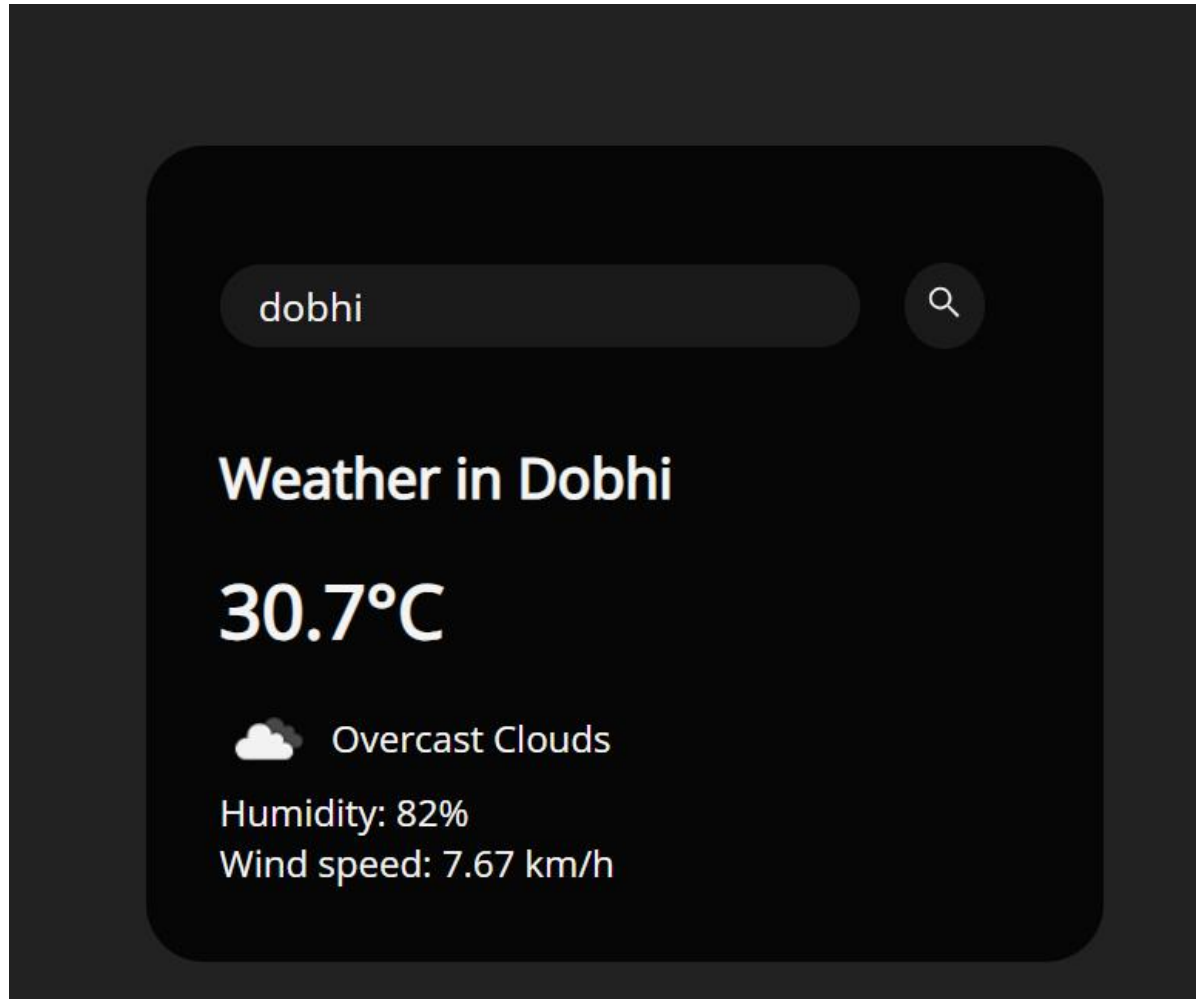 dobhi
Weather in Dobhi
30.7°C
Overcast Clouds
Humidity: 82%
Wind speed: 7.67 km/h